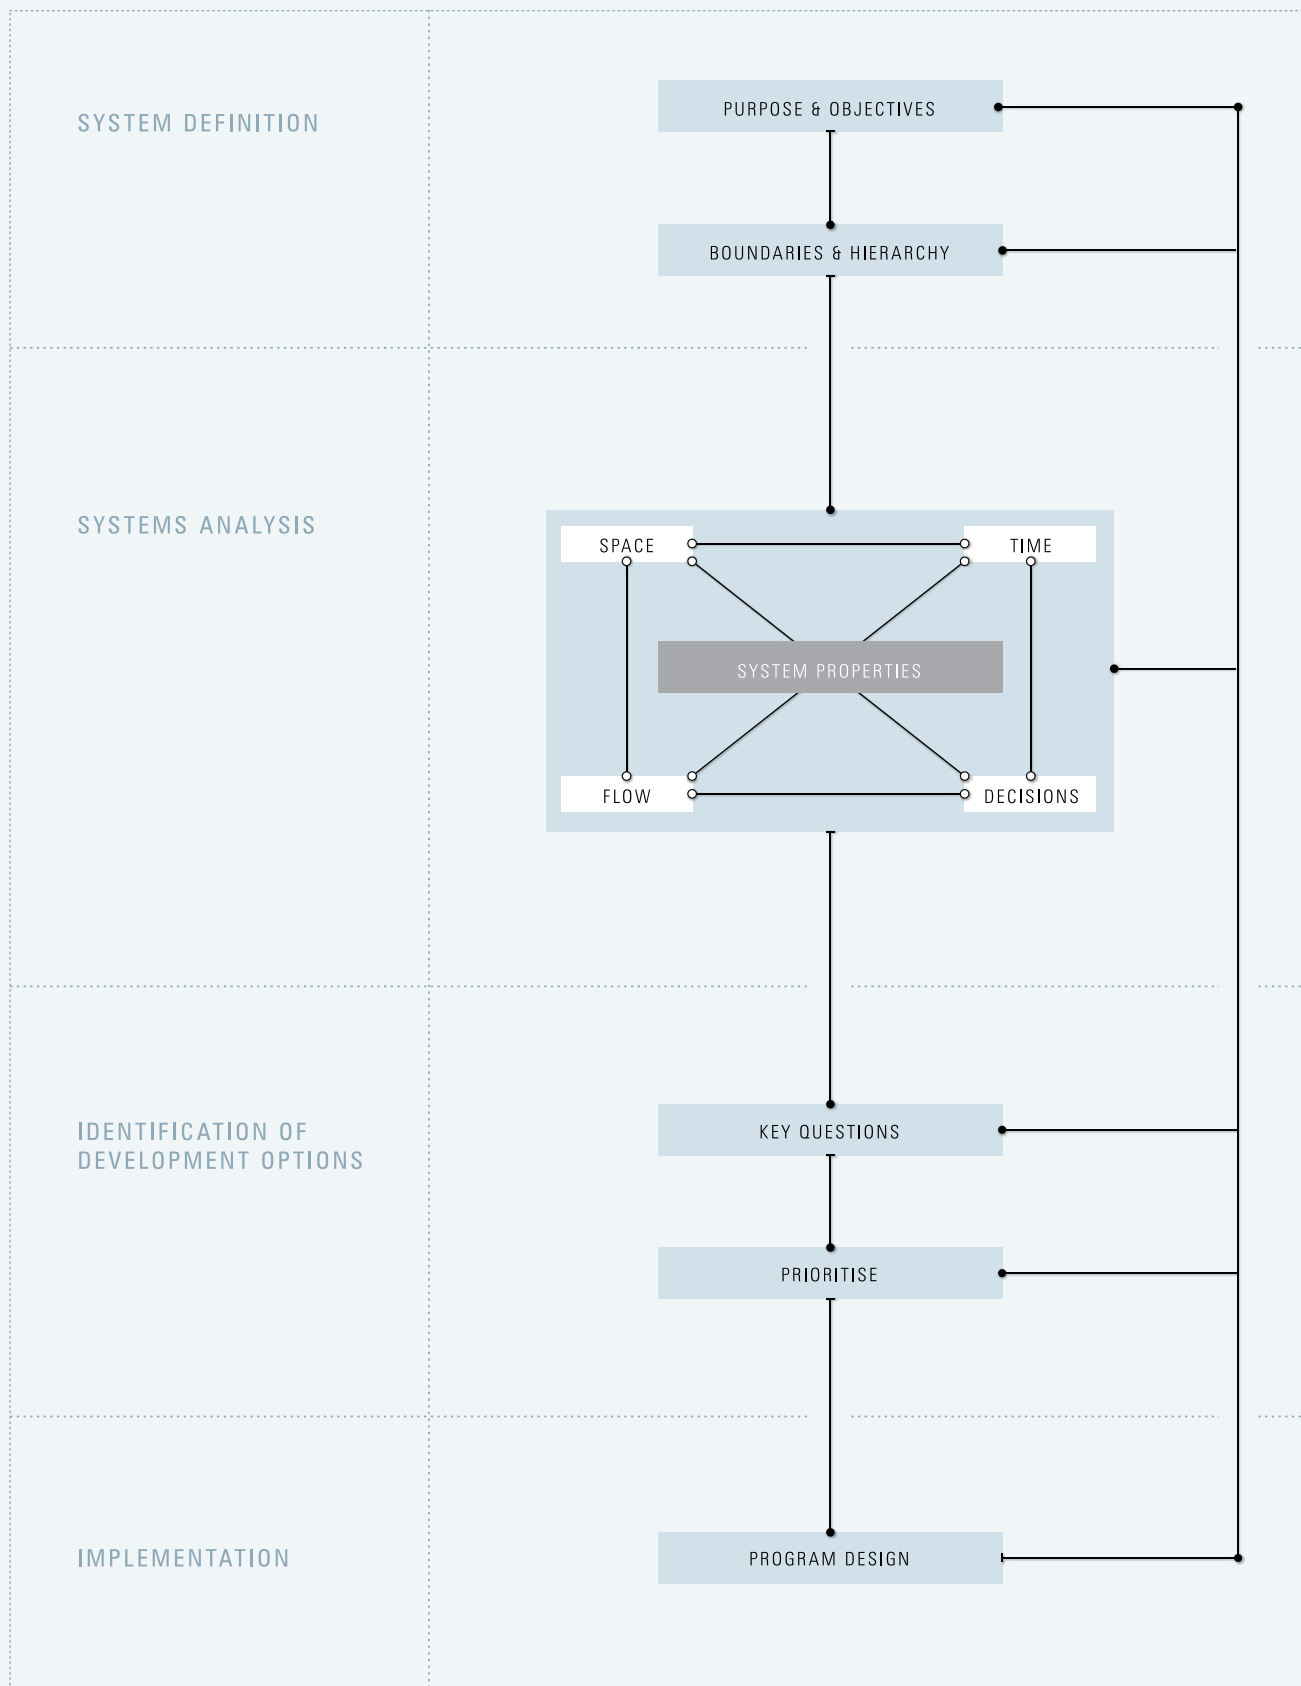 SYSTEM DEFINITION
PURPOSE & OBJECTIVES
BOUNDARIES & HIERARCHY
SYSTEMS ANALYSIS
SPACE
TIME
SYSTEM PROPERTIES
FLOW
DECISIONS
IDENTIFICATION OF
DEVELOPMENT OPTIONS
KEY QUESTIONS
PRIORITISE
IMPLEMENTATION
PROGRAM DESIGN